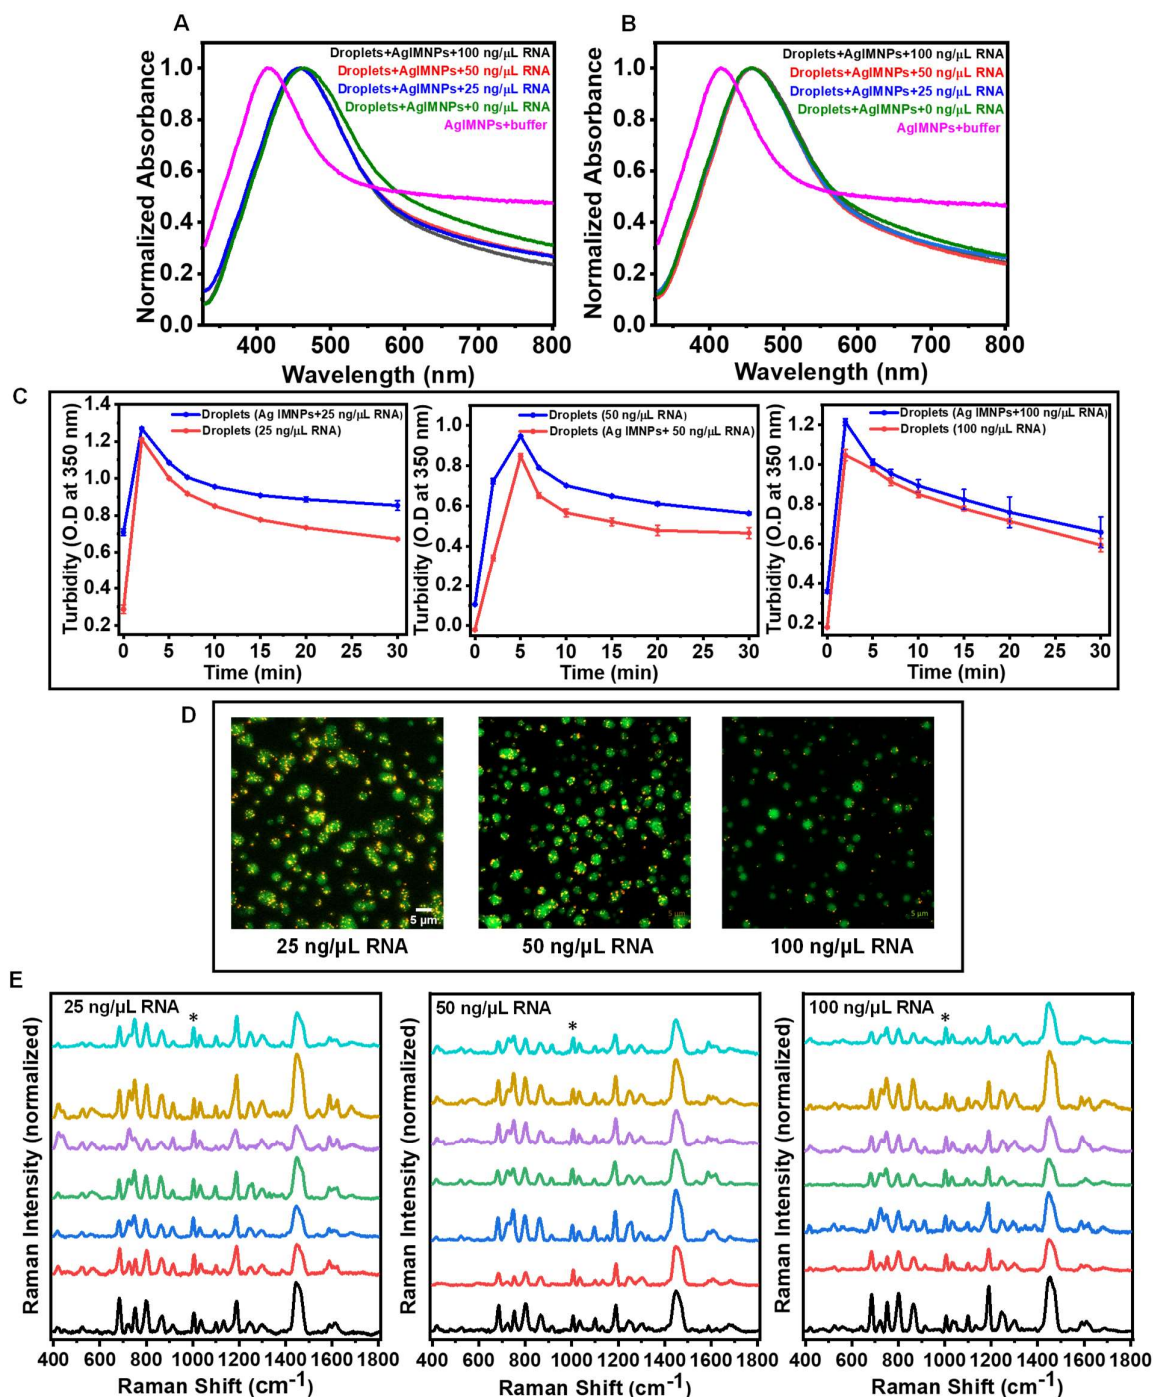 A
Droplets+AgIMNPs+100 ng/µL RNA
Droplets+AgIMNPs+50 ng/µL RNA
Droplets+AgIMNPs+25 ng/µL RNA
Droplets+AgIMNPs+0 ng/µL RNA
AgIMNPs+buffer
1.0
0.8
0.6
0.4
0.2
0.0
Normalized Absorbance
400 500 600 700 800
Wavelength (nm)
B
Droplets+AgIMNPs+100 ng/µL RNA
Droplets+AgIMNPs+50 ng/µL RNA
Droplets+AgIMNPs+25 ng/µL RNA
Droplets+AgIMNPs+0 ng/µL RNA
AgIMNPs+buffer
1.0
0.8
0.6
0.4
0.2
0.0
Normalized Absorbance
400 500 600 700 800
Wavelength (nm)
C
Droplets (Ag IMNPs+25 ng/µL RNA)
Droplets (25 ng/µL RNA)
1.4
1.2
1.0
0.8
0.6
0.4
0.2
Turbidity (O.D at 350 nm)
0 5 10 15 20 25 30
Time (min)
Droplets (50 ng/µL RNA)
Droplets (Ag IMNPs+ 50 ng/µL RNA)
1.0
0.8
0.6
0.4
0.2
0.0
Turbidity (O.D at 350 nm)
0 5 10 15 20 25 30
Time (min)
Droplets (Ag IMNPs+100 ng/µL RNA)
Droplets (100 ng/µL RNA)
1.2
1.0
0.8
0.6
0.4
0.2
Turbidity (O.D at 350 nm)
0 5 10 15 20 25 30
Time (min)
D
5 µm
5 µm
5 µm
25 ng/µL RNA
50 ng/µL RNA
100 ng/µL RNA
E
25 ng/µL RNA
*
Raman Intensity (normalized)
400 600 800 1000 1200 1400 1600 1800
Raman Shift (cm-1)
50 ng/µL RNA
*
Raman Intensity (normalized)
400 600 800 1000 1200 1400 1600 1800
Raman Shift (cm-1)
100 ng/µL RNA
*
Raman Intensity (normalized)
400 600 800 1000 1200 1400 1600 1800
Raman Shift (cm-1)